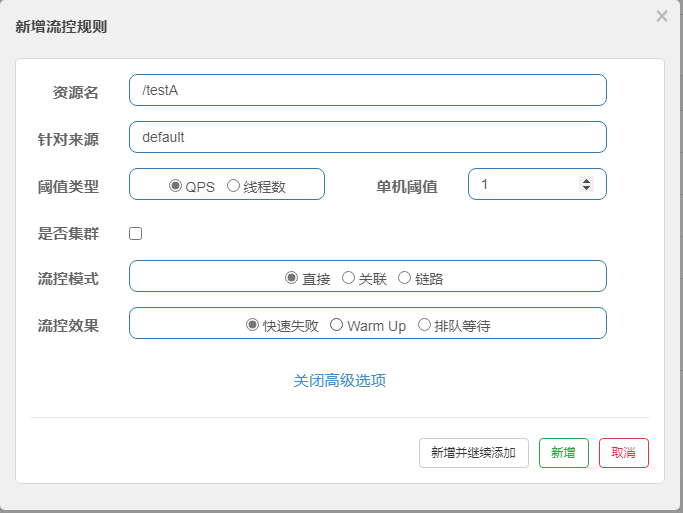 新增流控规则
×
资源名 /testA
针对来源 default
阈值类型 QPS 线程数 单机阈值 1
是否集群
流控模式 直接 关联 链路
流控效果 快速失败 Warm Up 排队等待
关闭高级选项
新增并继续添加 新增 取消